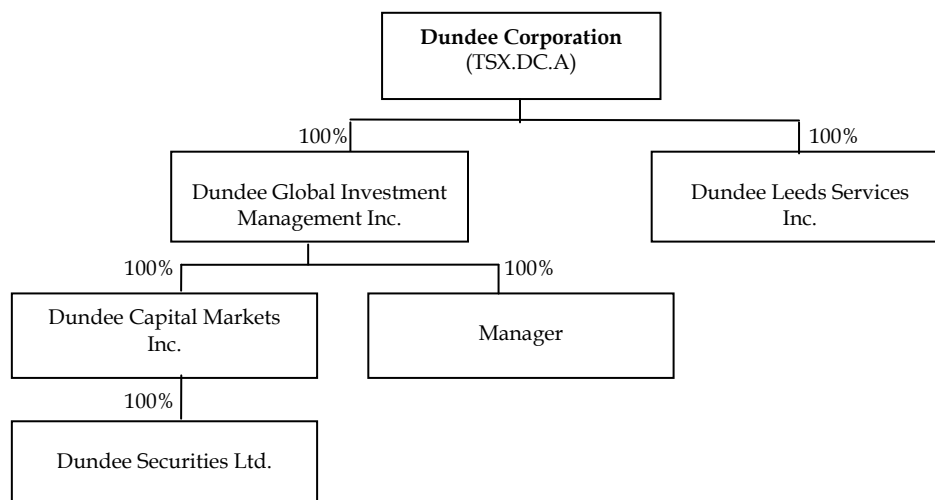 Dundee Corporation
(TSX.DC.A)
100%
100%
Dundee Global Investment
Management Inc.
Dundee Leeds Services
Inc.
100%
100%
Dundee Capital Markets
Inc.
Manager
100%
Dundee Securities Ltd.